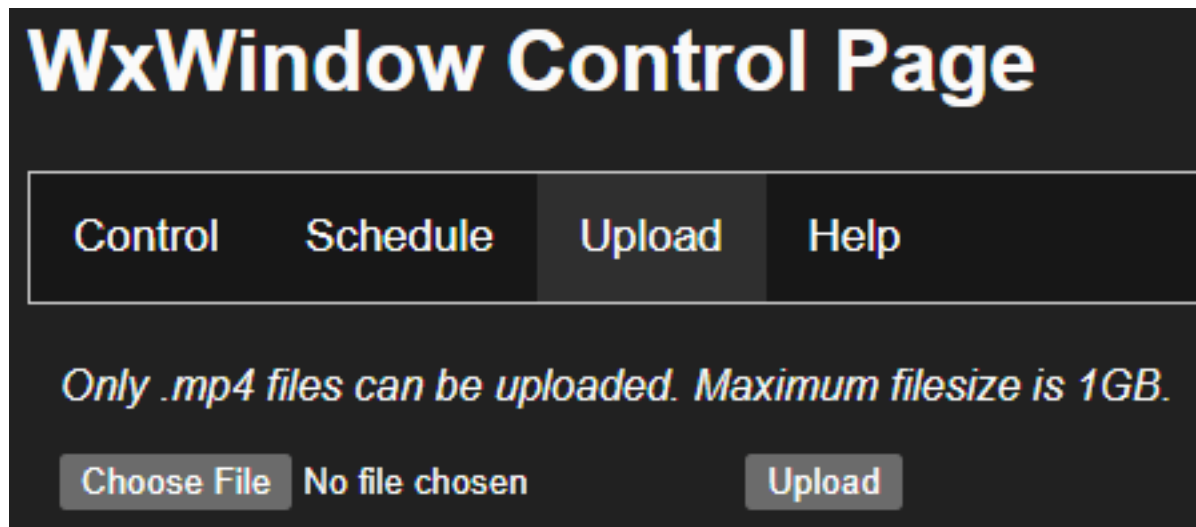 WxWindow Control Page
Control Schedule Upload Help
Only .mp4 files can be uploaded. Maximum filesize is 1GB.
Choose File No file chosen Upload